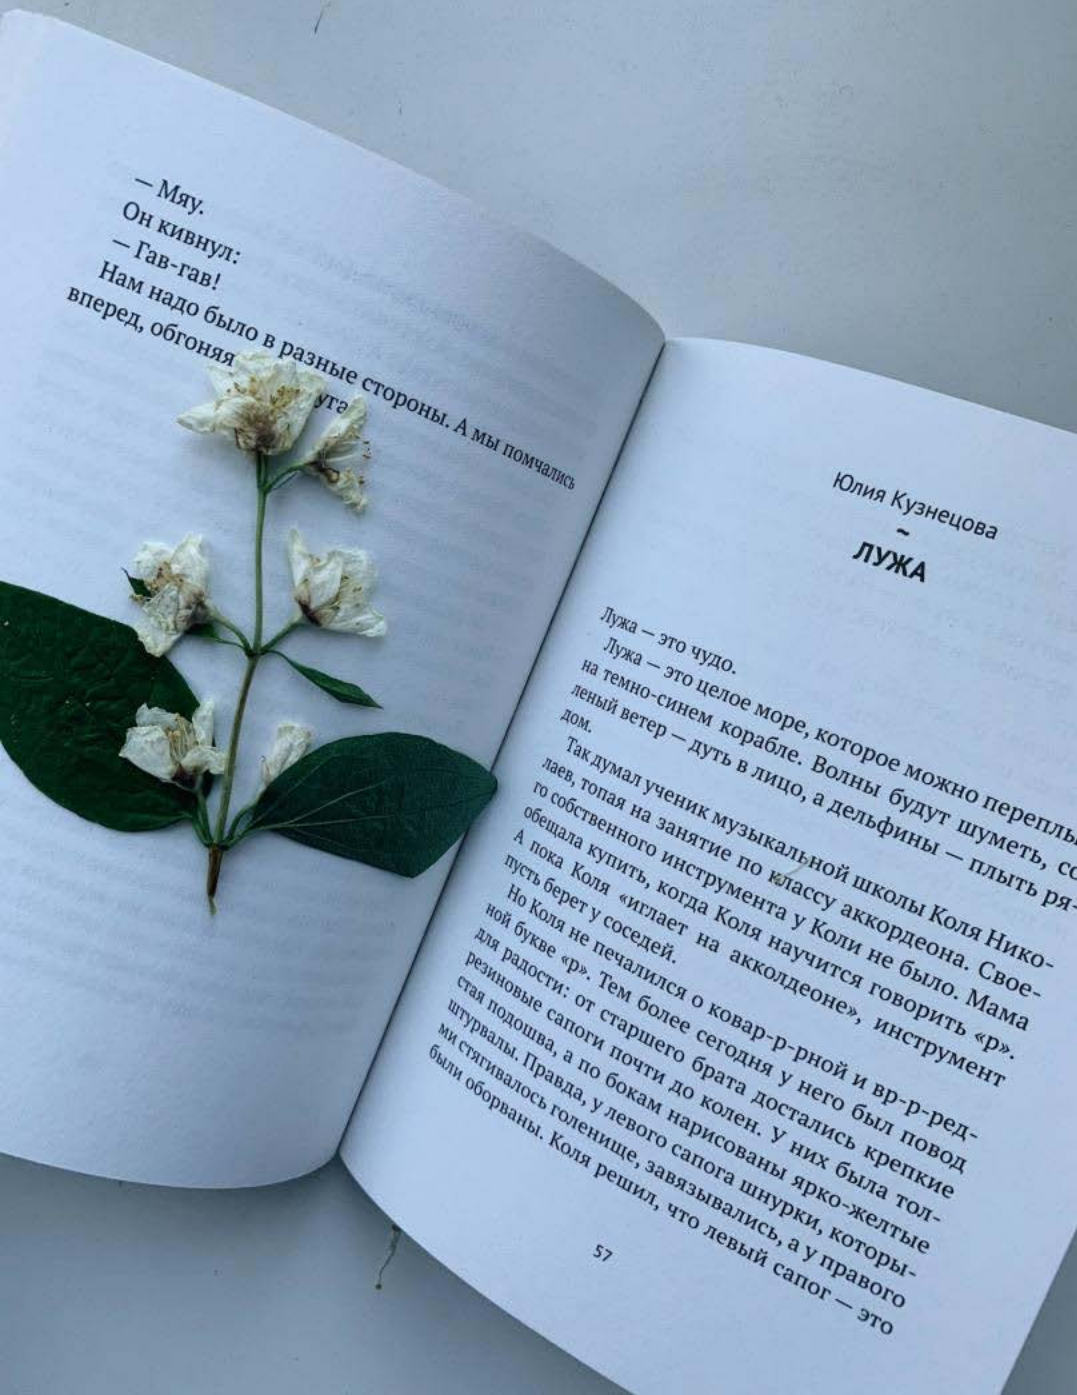 — Мяу.
Он кивнул:
— Гав-гав!
Нам надо было в разные стороны. А мы помчались
вперед, обгоняя уга
Юлия Кузнецова
~
ЛУЖА
Лужа — это чудо.
Лужа — это целое море, которое можно переплы
на темно-синем корабле. Волны будут шуметь, со
леный ветер — дуть в лицо, а дельфины — плыть ря-
дом.
Так думал ученик музыкальной школы Коля Нико-
лаев, топая на занятие по классу аккордеона. Свое-
го собственного инструмента у Коли не было. Мама
обещала купить, когда Коля научится говорить «р».
А пока Коля «иглает на акколдеоне», инструмент
пусть берет у соседей.
Но Коля не печалился о ковар-р-рной и вр-р-ред-
ной букве «р». Тем более сегодня у него был повод
для радости: от старшего брата достались крепкие
резиновые сапоги почти до колен. У них была тол-
стая подошва, а по бокам нарисованы ярко-желтые
штурвалы. Правда, у левого сапога шнурки, которы-
ми стягивалось голенище, завязывались, а у правого
были оборваны. Коля решил, что левый сапог — это
57